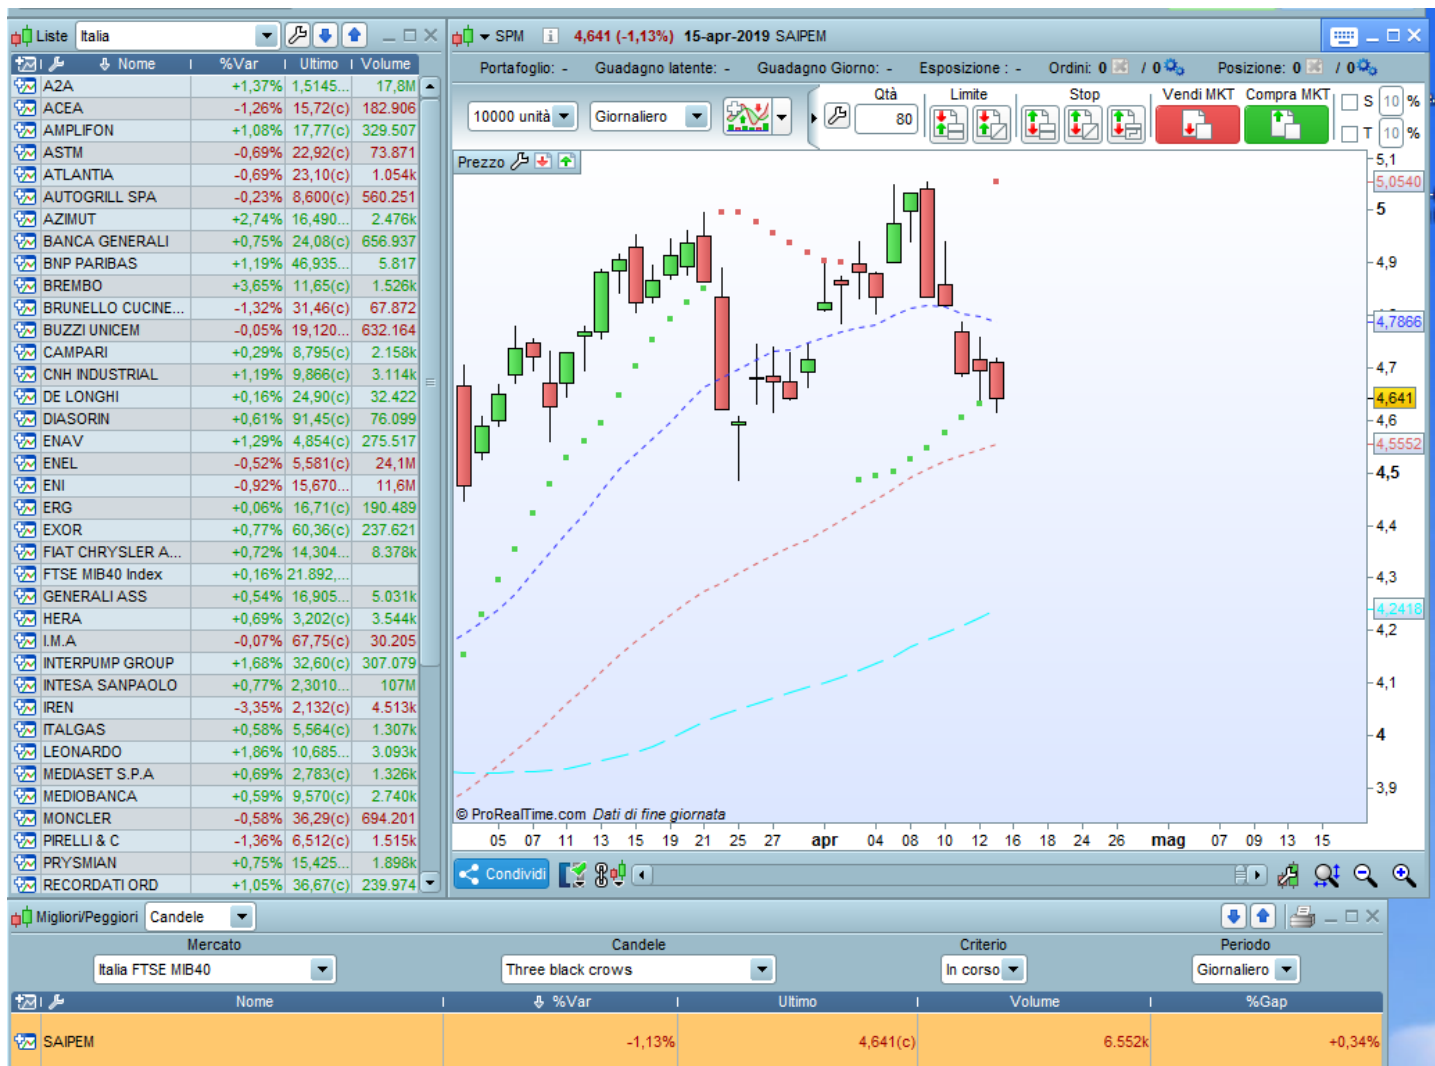 Liste Italia
Nome %Var Ultimo Volume
A2A +1,37% 1,5145... 17,8M
ACEA -1,26% 15,72(c) 182.906
AMPLIFON +1,08% 17,77(c) 329.507
ASTM -0,69% 22,92(c) 73.871
ATLANTIA -0,69% 23,10(c) 1.054k
AUTOGRILL SPA -0,23% 8,600(c) 560.251
AZIMUT +2,74% 16,490... 2.476k
BANCA GENERALI +0,75% 24,08(c) 656.937
BNP PARIBAS +1,19% 46,935... 5.817
BREMBO +3,65% 11,65(c) 1.526k
BRUNELLO CUCINE... -1,32% 31,46(c) 67.872
BUZZI UNICEM -0,05% 19,120... 632.164
CAMPARI +0,29% 8,795(c) 2.158k
CNH INDUSTRIAL +1,19% 9,866(c) 3.114k
DE LONGHI +0,16% 24,90(c) 32.422
DIASORIN +0,61% 91,45(c) 76.099
ENAV +1,29% 4,854(c) 275.517
ENEL -0,52% 5,581(c) 24,1M
ENI -0,92% 15,670... 11,6M
ERG +0,06% 16,71(c) 190.489
EXOR +0,77% 60,36(c) 237.621
FIAT CHRYSLER A... +0,72% 14,304... 8.378k
FTSE MIB40 Index +0,16% 21.892,...
GENERALI ASS +0,54% 16,905... 5.031k
HERA +0,69% 3,202(c) 3.544k
I.M.A -0,07% 67,75(c) 30.205
INTERPUMP GROUP +1,68% 32,60(c) 307.079
INTESA SANPAOLO +0,77% 2,3010... 107M
IREN -3,35% 2,132(c) 4.513k
ITALGAS +0,58% 5,564(c) 1.307k
LEONARDO +1,86% 10,685... 3.093k
MEDIASET S.P.A +0,69% 2,783(c) 1.326k
MEDIOBANCA +0,59% 9,570(c) 2.740k
MONCLER -0,58% 36,29(c) 694.201
PIRELLI & C -1,36% 6,512(c) 1.515k
PRYSMIAN +0,75% 15,425... 1.898k
RECORDATI ORD +1,05% 36,67(c) 239.974
SPM i 4,641 (-1,13%) 15-apr-2019 SAIPEM
Portafoglio: - Guadagno latente: - Guadagno Giorno: - Esposizione : - Ordini: 0 / 0 Posizione: 0 / 0
Qtà Limite Stop Vendi MKT Compra MKT
10000 unità Giornaliero 80
S 10 %
T 10 %
Prezzo
5,1
5,0540
5
4,9
4,7866
4,7
4,641
4,6
4,5552
4,5
4,4
4,3
4,2418
4,2
4,1
4
3,9
© ProRealTime.com Dati di fine giornata
05 07 11 13 15 19 21 25 27 apr 04 08 10 12 16 18 24 26 mag 07 09 13 15
Condividi
Migliori/Peggiori Candele
Mercato Candele Criterio Periodo
Italia FTSE MIB40 Three black crows In corso Giornaliero
Nome %Var Ultimo Volume %Gap
SAIPEM -1,13% 4,641(c) 6.552k +0,34%